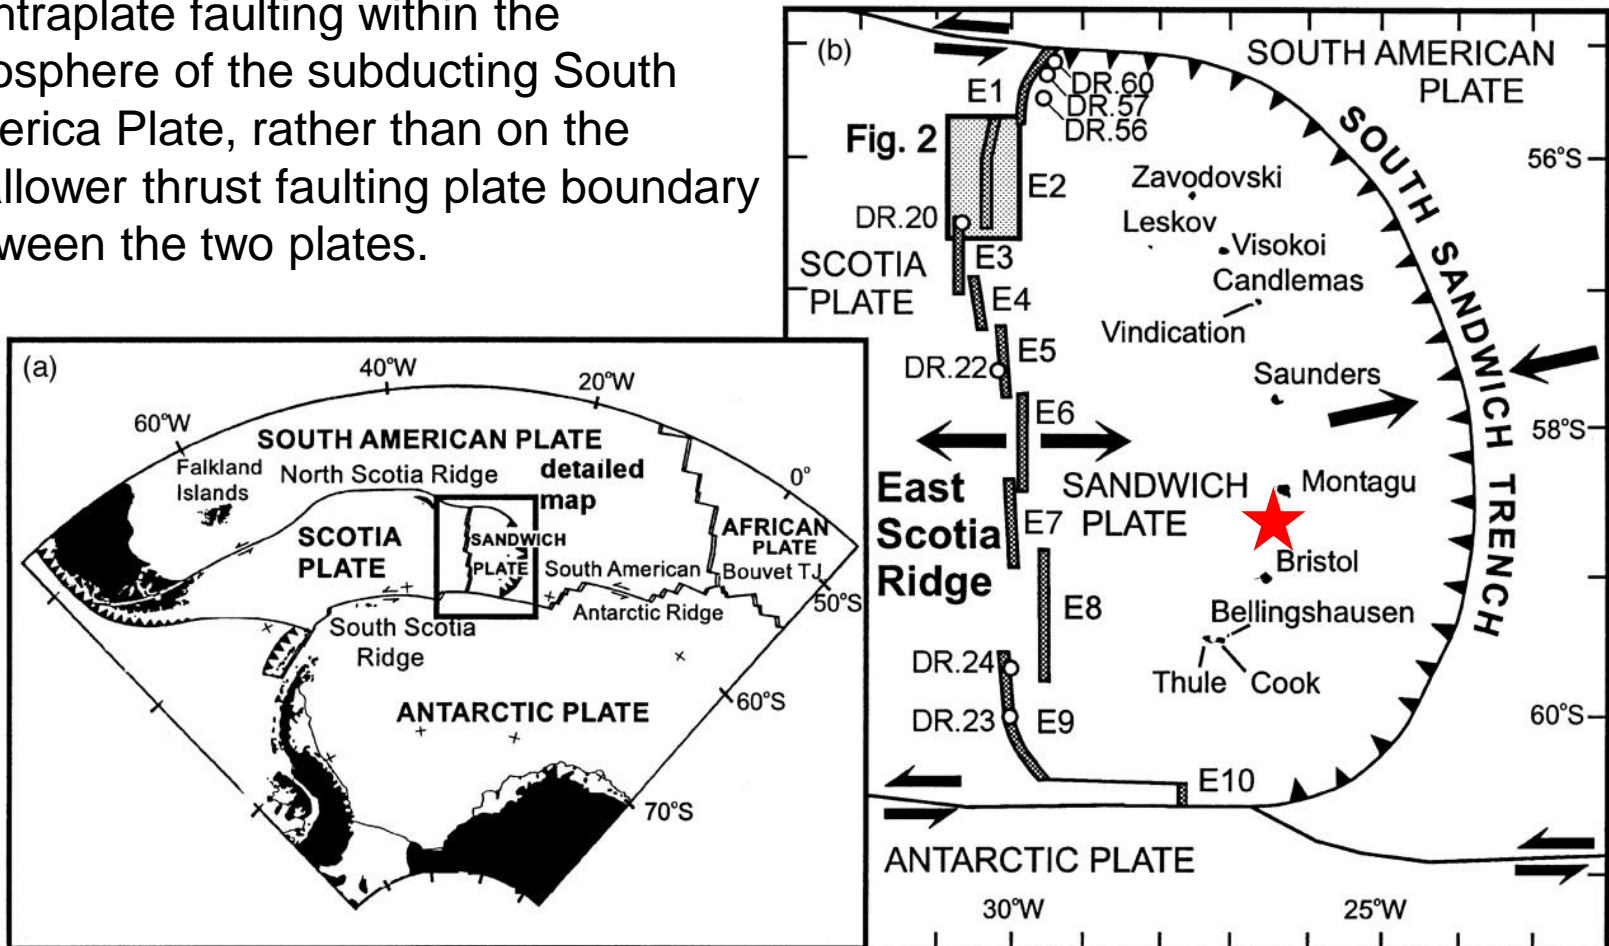 ntraplate faulting within the
osphere of the subducting South
erica Plate, rather than on the
llower thrust faulting plate boundary
ween the two plates.
(a)
40°W
20°W
60°W
0°
SOUTH AMERICAN PLATE
Falkland
Islands
North Scotia Ridge
detailed
map
SCOTIA
PLATE
SANDWICH
PLATE
AFRICAN
PLATE
South American
Bouvet TJ
Antarctic Ridge
50°S
South Scotia
Ridge
60°S
ANTARCTIC PLATE
70°S
(b)
SOUTH AMERICAN
PLATE
E1
DR.60
DR.57
DR.56
Fig. 2
E2
DR.20
SCOTIA
PLATE
E3
E4
E5
DR.22
E6
East
Scotia
Ridge
E7
E8
DR.24
DR.23
E9
E10
Zavodovski
Leskov
Visokoi
Candlemas
Vindication
Saunders
SANDWICH
PLATE
Montagu
Bristol
Bellingshausen
Thule
Cook
SOUTH SANDWICH TRENCH
56°S
58°S
60°S
ANTARCTIC PLATE
30°W
25°W